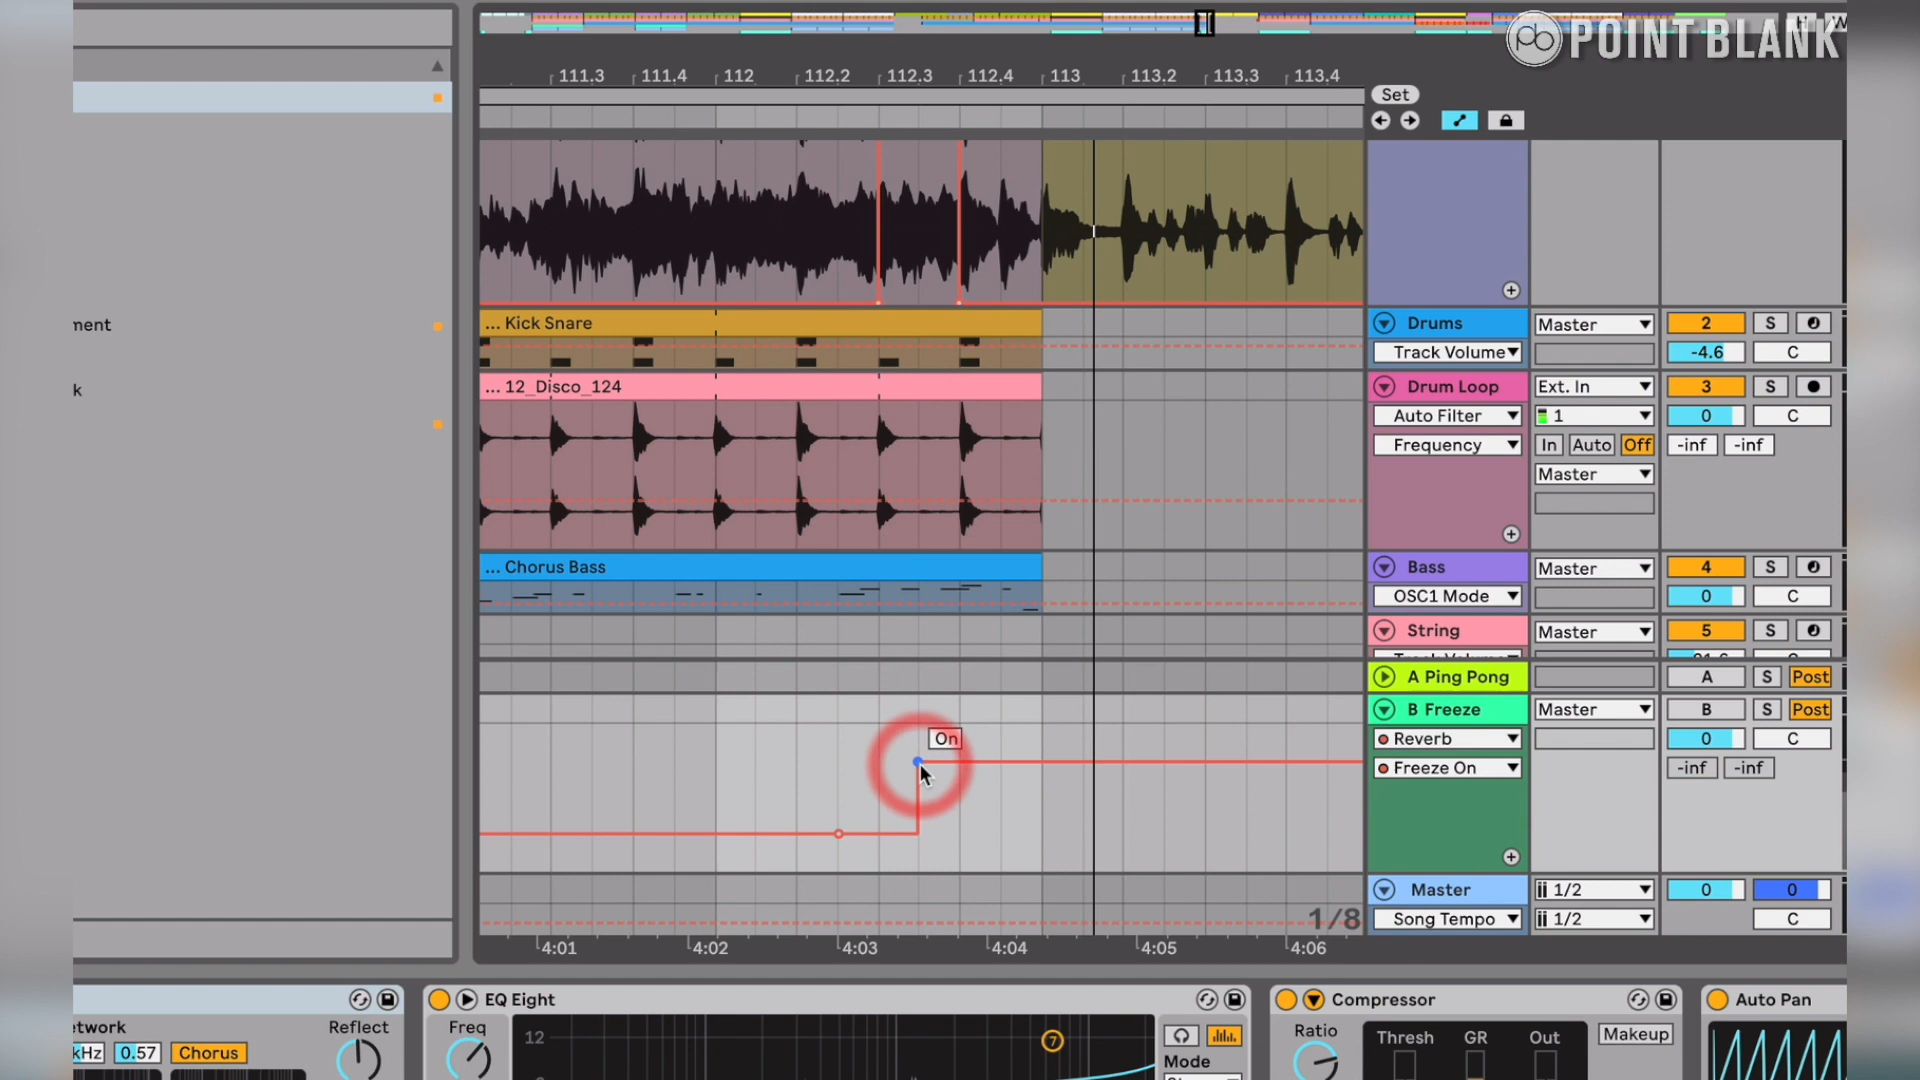 pb POINT BLANK
111.3 111.4 112 112.2 112.3 112.4 113 113.2 113.3 113.4
Set
... Kick Snare
Drums Master 2 S
Track Volume -4.6 C
... 12_Disco_124
Drum Loop Ext. In 3 S
Auto Filter 1 0 C
Frequency In Auto Off -inf -inf
Master
... Chorus Bass
Bass Master 4 S
OSC1 Mode 0 C
String Master 5 S
A Ping Pong A S Post
B Freeze Master B S Post
On
Reverb 0 C
Freeze On -inf -inf
Master 1/2 0 0
Song Tempo 1/2 C
1/8
4:01 4:02 4:03 4:04 4:05 4:06
ment
k
EQ Eight
Compressor
Auto Pan
etwork Reflect
kHz 0.57 Chorus
Freq
12
7
Mode
Ratio
Thresh GR Out
Makeup